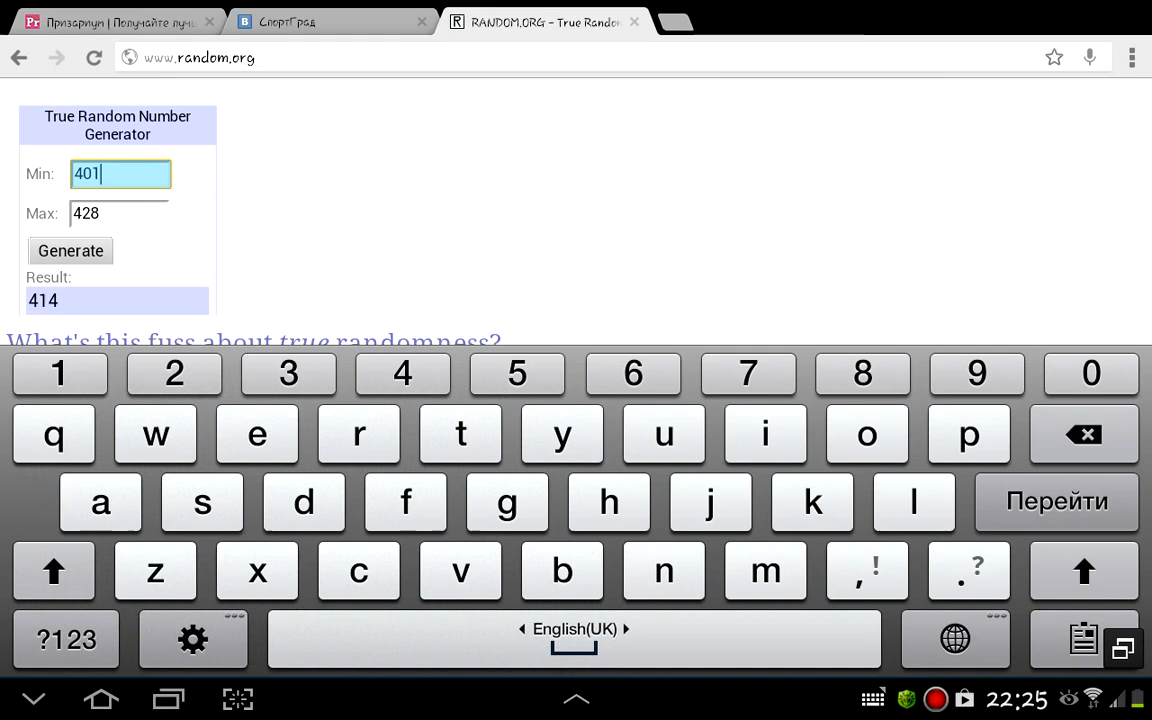 Призариум | Получайте лучш
СпортГрад
RANDOM.ORG - True Random
www.random.org
True Random Number
Generator
Min: 401
Max: 428
Generate
Result:
414
What's this fuss about true randomness?
1 2 3 4 5 6 7 8 9 0
q w e r t y u i o p
a s d f g h j k l Перейти
z x c v b n m , ! . ?
?123 English(UK)
22:25